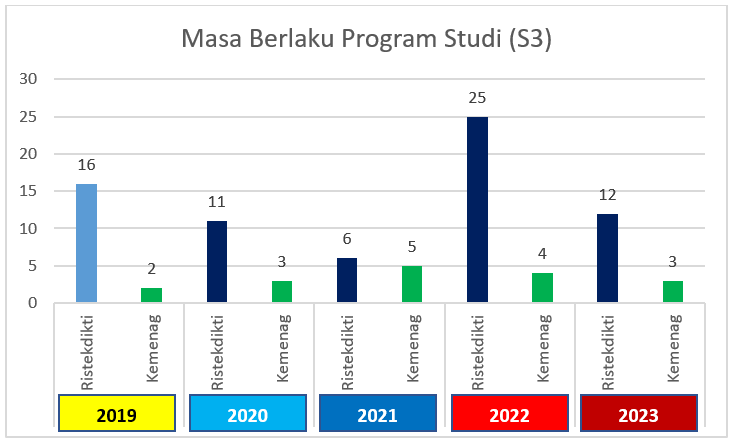 Masa Berlaku Program Studi (S3)
30
25
20
15
10
5
0
16
2
11
3
6
5
25
4
12
3
Ristekdikti
Kemenag
Ristekdikti
Kemenag
Ristekdikti
Kemenag
Ristekdikti
Kemenag
Ristekdikti
Kemenag
2019
2020
2021
2022
2023